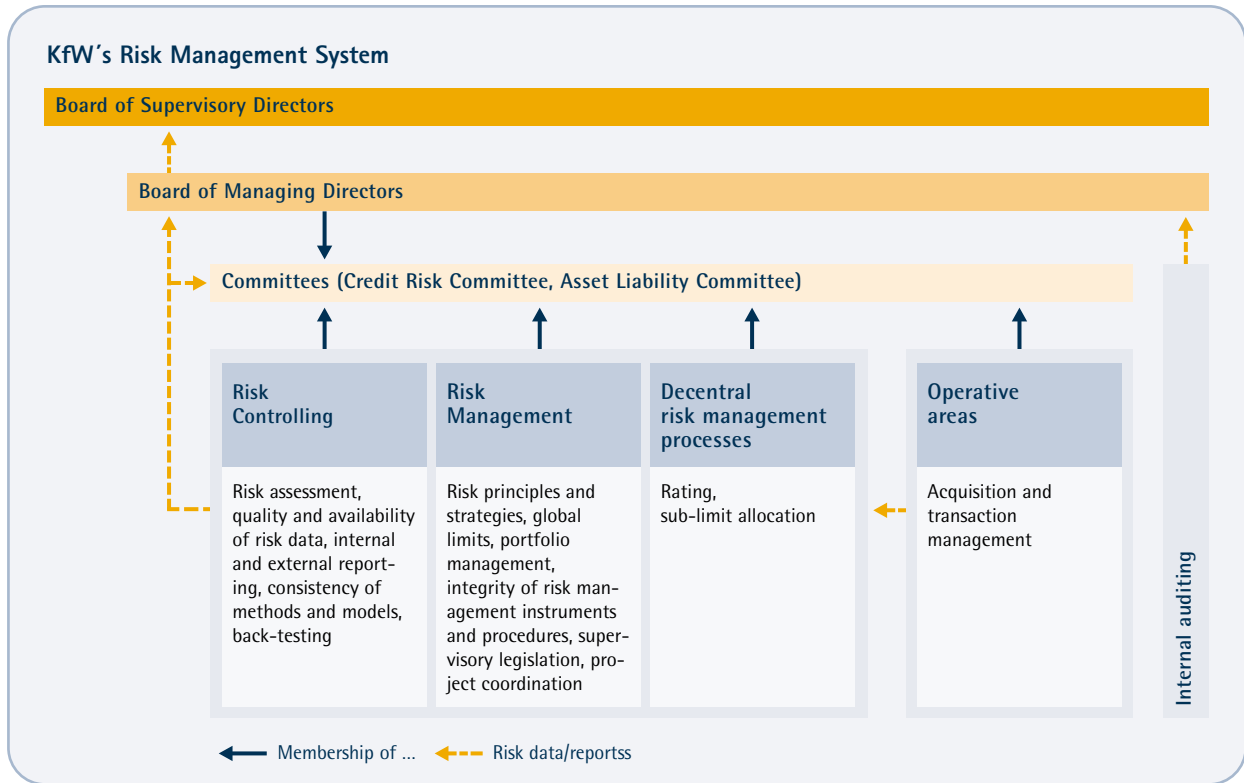 KfW´s Risk Management System
Board of Supervisory Directors
Board of Managing Directors
Committees (Credit Risk Committee, Asset Liability Committee)
Risk
Controlling
Risk assessment,
quality and availability
of risk data, internal
and external report-
ing, consistency of
methods and models,
back-testing
Risk
Management
Risk principles and
strategies, global
limits, portfolio
management,
integrity of risk man-
agement instruments
and procedures, super-
visory legislation, pro-
ject coordination
Decentral
risk management
processes
Rating,
sub-limit allocation
Operative
areas
Acquisition and
transaction
management
Internal auditing
Membership of ...
Risk data/reportss